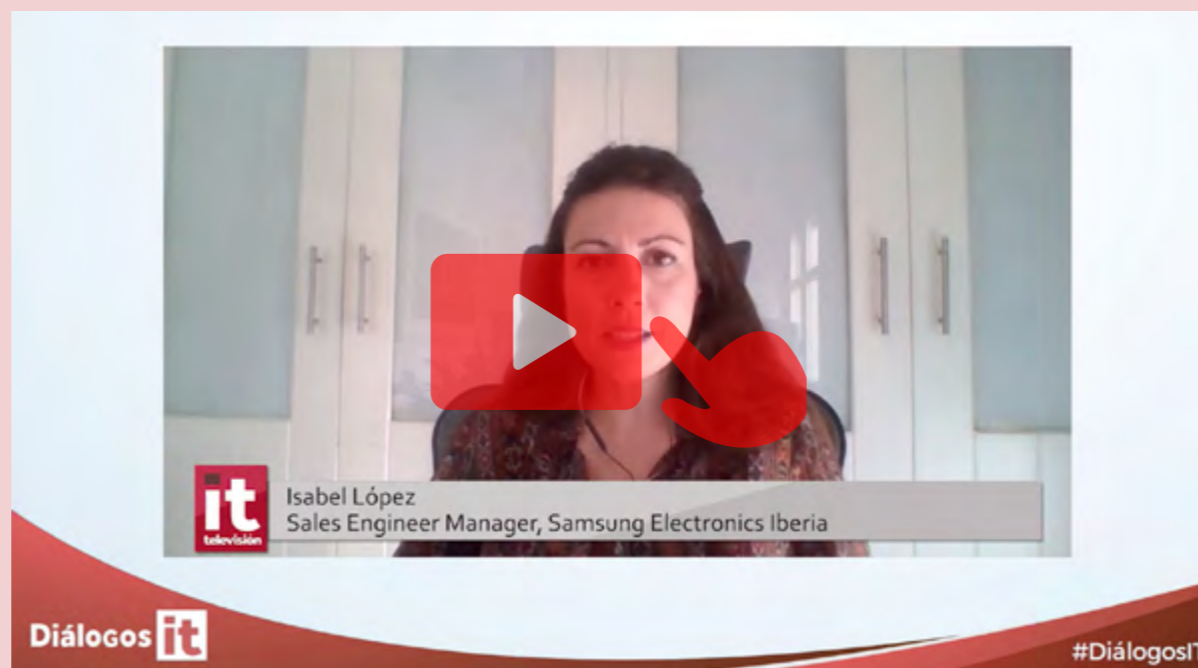 it
televisión
Isabel López
Sales Engineer Manager, Samsung Electronics Iberia
Diálogos it
#DiálogosIT